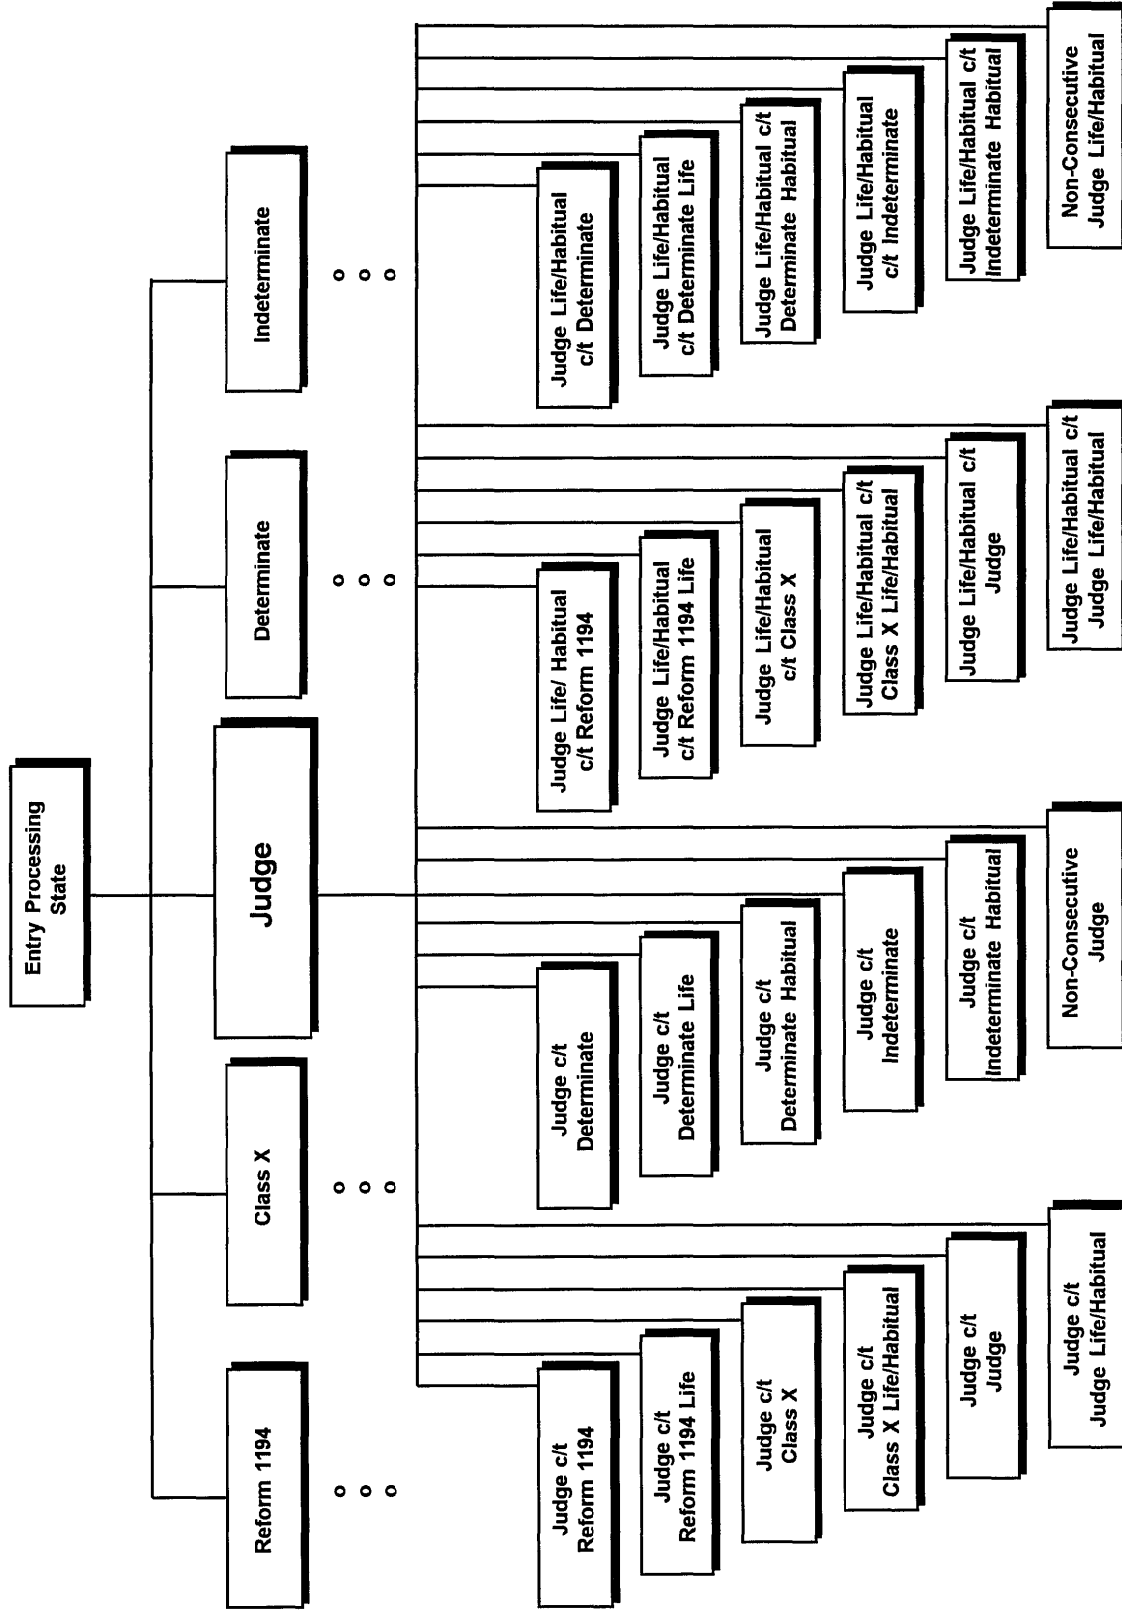 Entry Processing
State
Reform 1194
Class X
Judge
Determinate
Indeterminate
Judge c/t
Reform 1194
Judge c/t
Reform 1194 Life
Judge c/t
Class X
Judge c/t
Class X Life/Habitual
Judge c/t
Judge
Judge c/t
Judge Life/Habitual
Judge c/t
Determinate
Judge c/t
Determinate Life
Judge c/t
Determinate Habitual
Judge c/t
Indeterminate
Judge c/t
Indeterminate Habitual
Non-Consecutive
Judge
Judge Life/ Habitual
c/t Reform 1194
Judge Life/Habitual
c/t Reform 1194 Life
Judge Life/Habitual
c/t Class X
Judge Life/Habitual c/t
Class X Life/Habitual
Judge Life/Habitual c/t
Judge
Judge Life/Habitual c/t
Judge Life/Habitual
Judge Life/Habitual
c/t Determinate
Judge Life/Habitual
c/t Determinate Life
Judge Life/Habitual c/t
Determinate Habitual
Judge Life/Habitual
c/t Indeterminate
Judge Life/Habitual c/t
Indeterminate Habitual
Non-Consecutive
Judge Life/Habitual